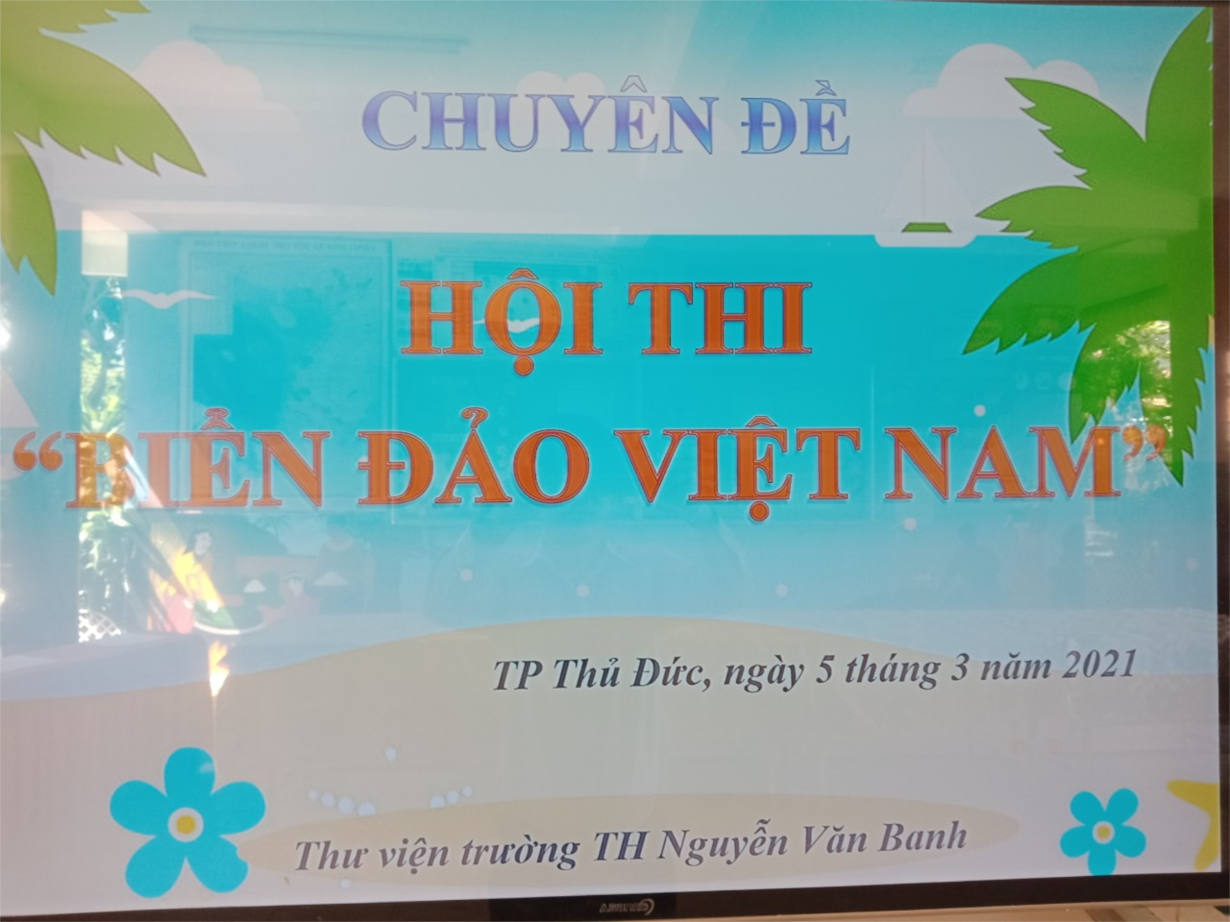 CHUYÊN ĐỀ
HỘI THI
“BIỂN ĐẢO VIỆT NAM”
TP Thủ Đức, ngày 5 tháng 3 năm 2021
Thư viện trường TH Nguyễn Văn Banh